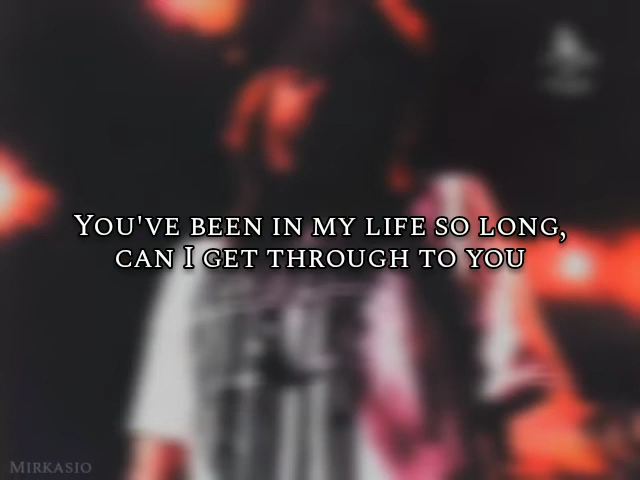 You've been in my life so long,
can I get through to you
Mirkasio